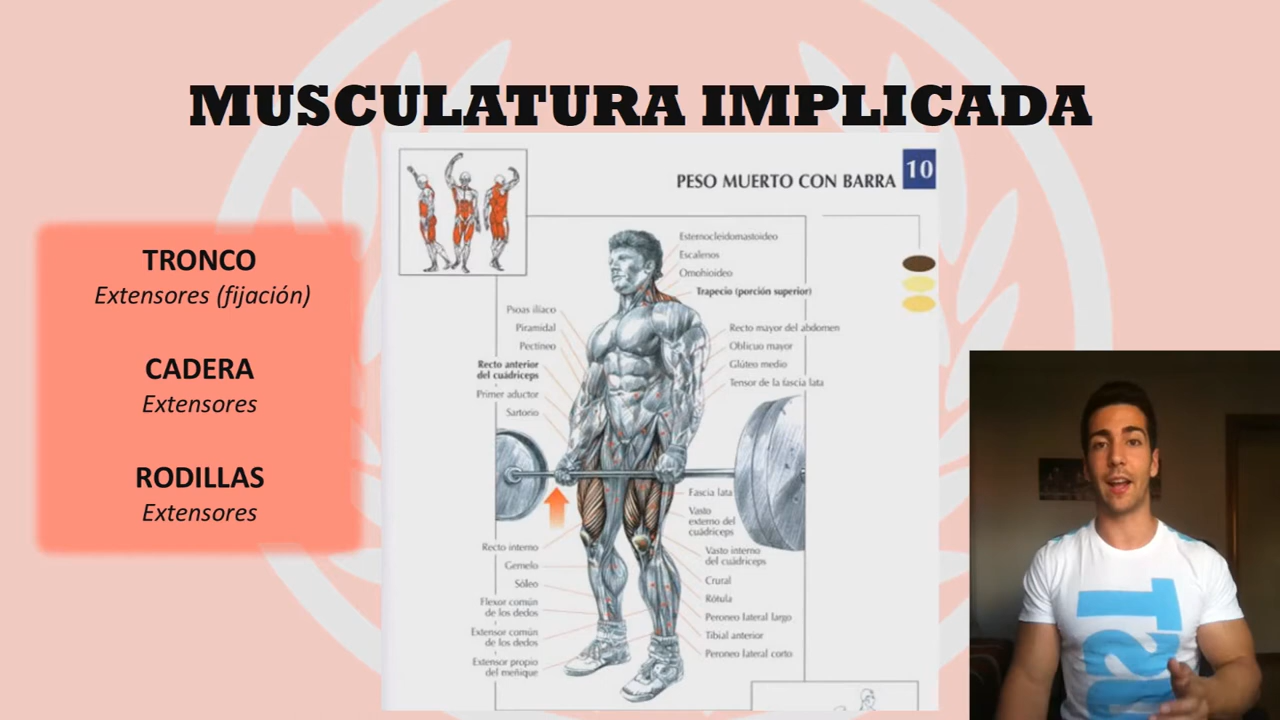 MUSCULATURA IMPLICADA
TRONCO
Extensores (fijación)
CADERA
Extensores
RODILLAS
Extensores
PESO MUERTO CON BARRA
10
Esternocleidomastoideo
Escalenos
Omohioideo
Trapecio (porción superior)
Psoas ilíaco
Piramidal
Pectíneo
Recto anterior
del cuádriceps
Primer aductor
Sartorio
Recto mayor del abdomen
Oblicuo mayor
Glúteo medio
Tensor de la fascia lata
Recto interno
Gemelo
Sóleo
Flexor común
de los dedos
Extensor común
de los dedos
Extensor propio
del meñique
Fascia lata
Vasto
externo del
cuádriceps
Vasto interno
del cuádriceps
Crural
Rótula
Peroneo lateral largo
Tibial anterior
Peroneo lateral corto